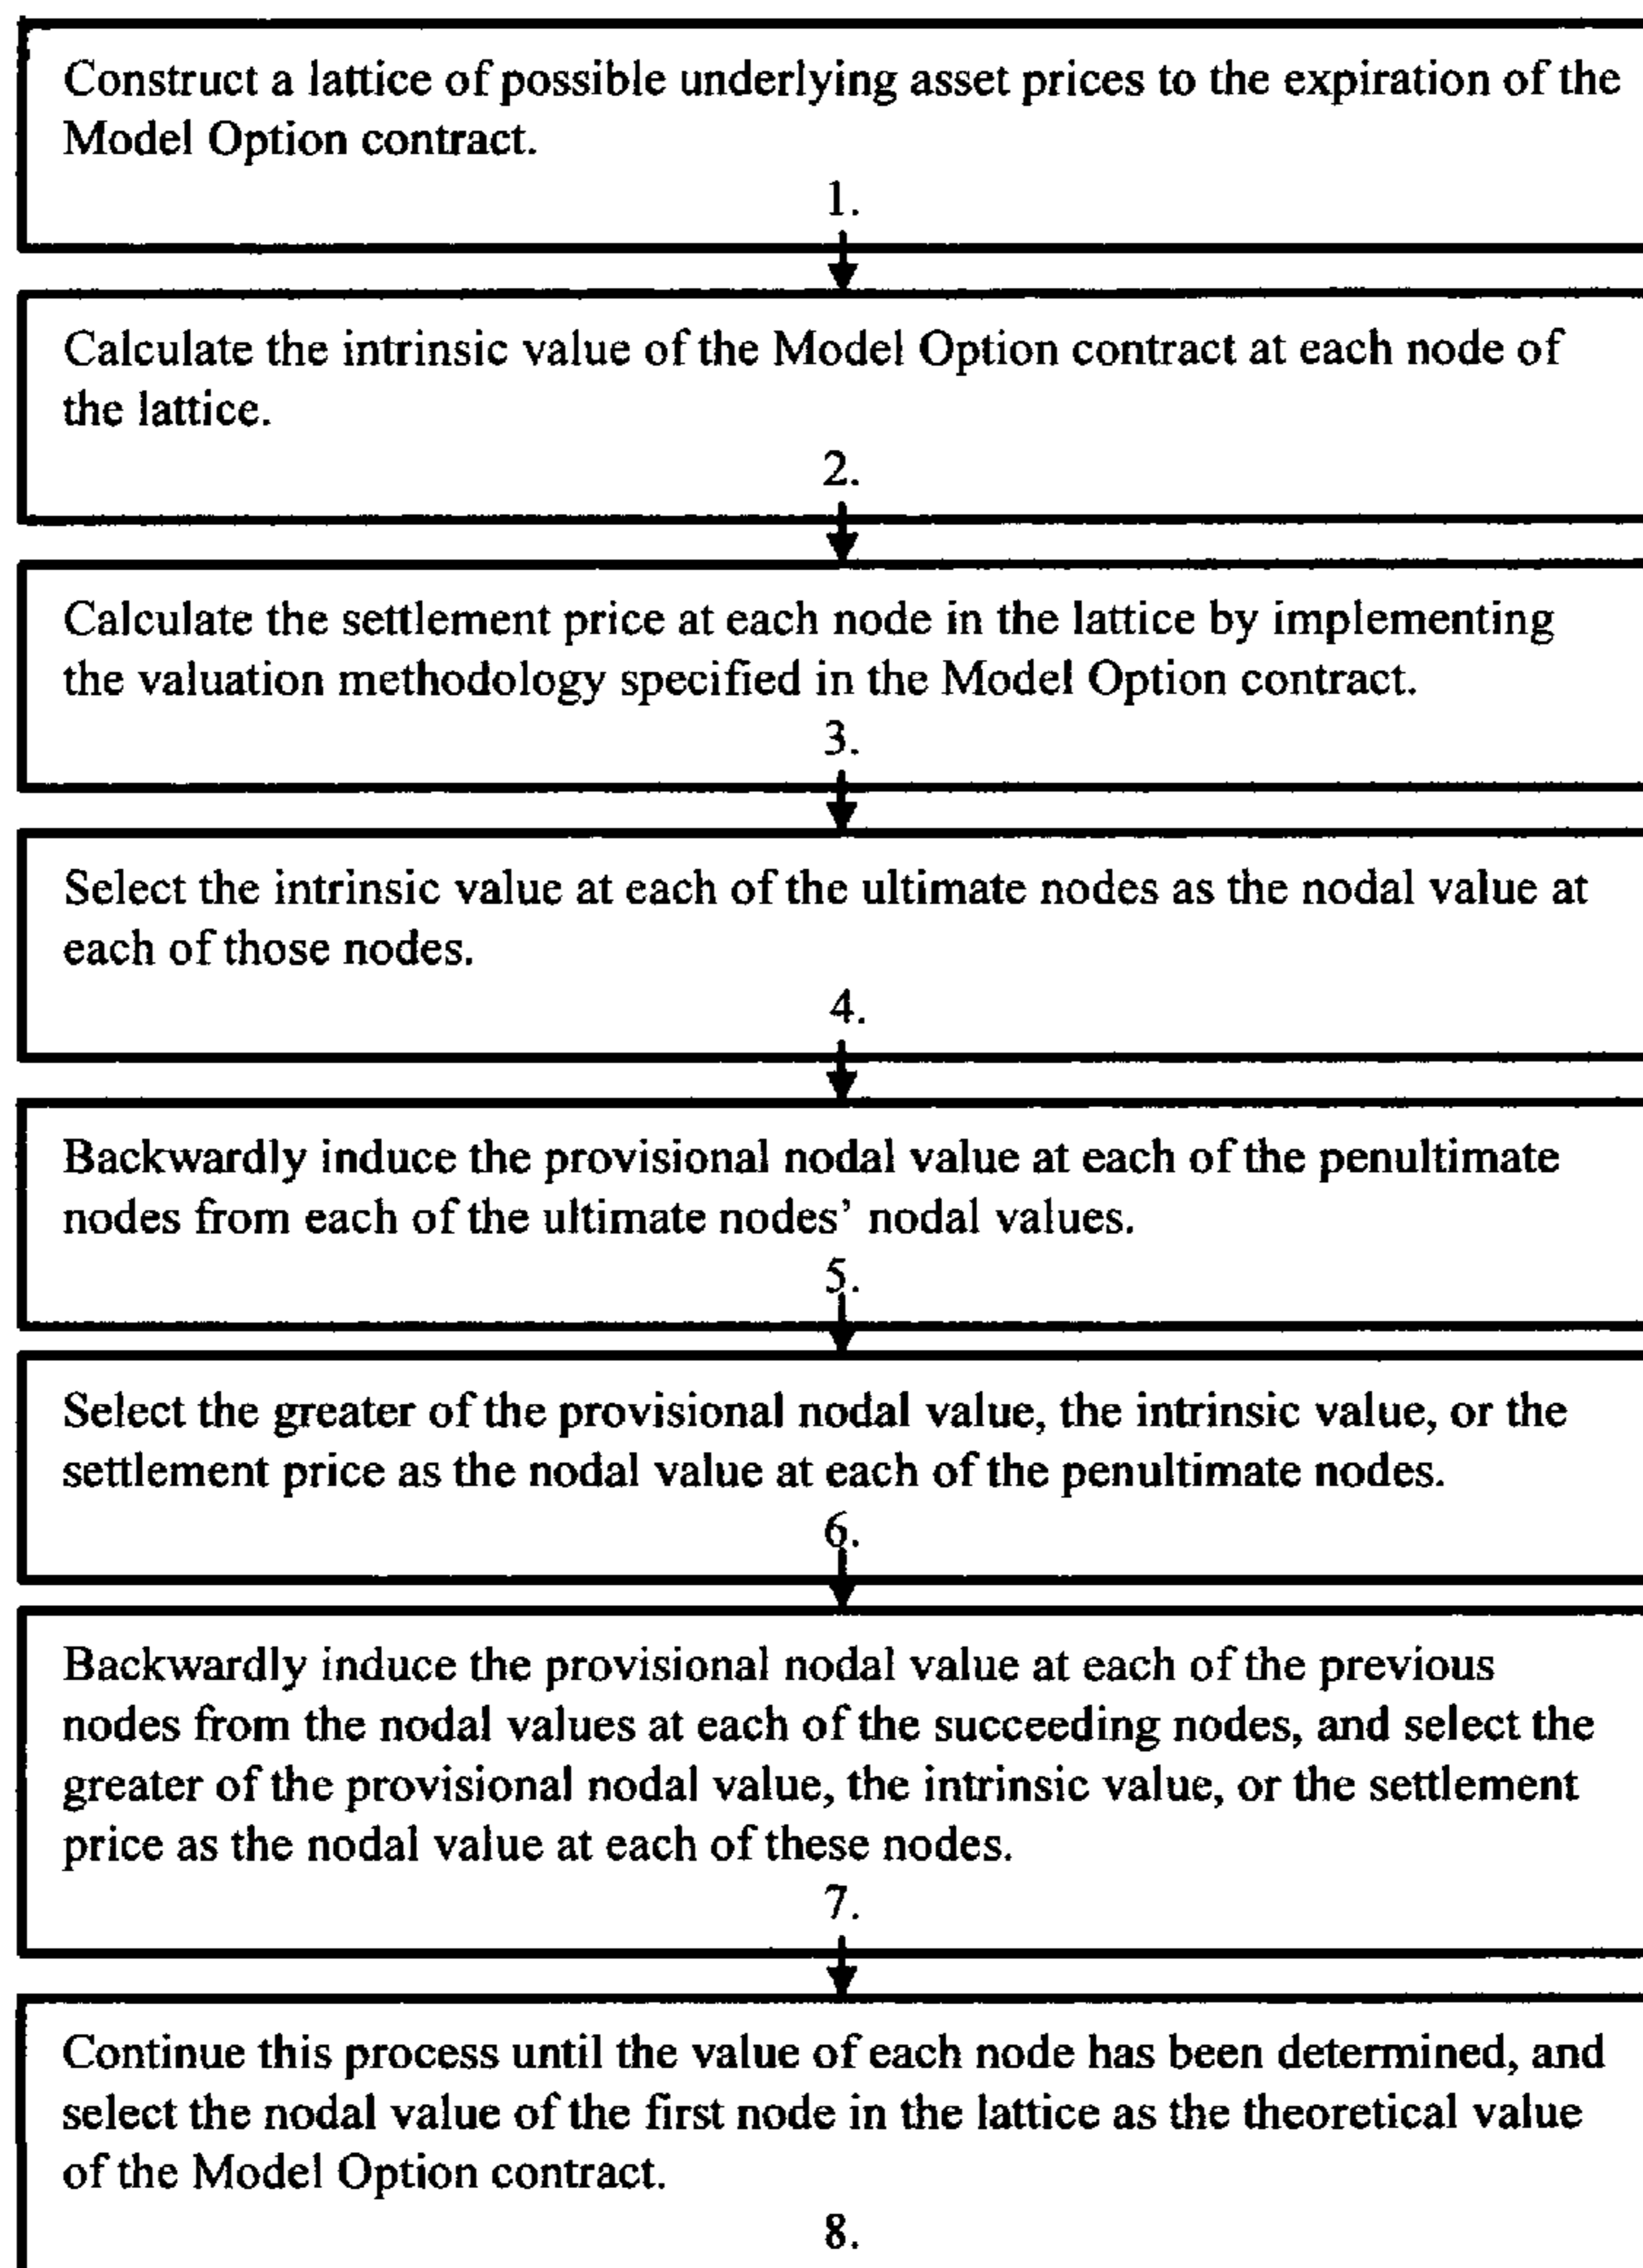 Construct a lattice of possible underlying asset prices to the expiration of the
Model Option contract.
1.
Calculate the intrinsic value of the Model Option contract at each node of
the lattice.
2.
Calculate the settlement price at each node in the lattice by implementing
the valuation methodology specified in the Model Option contract.
3.
Select the intrinsic value at each of the ultimate nodes as the nodal value at
each of those nodes.
4.
Backwardly induce the provisional nodal value at each of the penultimate
nodes from each of the ultimate nodes’ nodal values.
5.
Select the greater of the provisional nodal value, the intrinsic value, or the
settlement price as the nodal value at each of the penultimate nodes.
6.
Backwardly induce the provisional nodal value at each of the previous
nodes from the nodal values at each of the succeeding nodes, and select the
greater of the provisional nodal value, the intrinsic value, or the settlement
price as the nodal value at each of these nodes.
7.
Continue this process until the value of each node has been determined, and
select the nodal value of the first node in the lattice as the theoretical value
of the Model Option contract.
8.